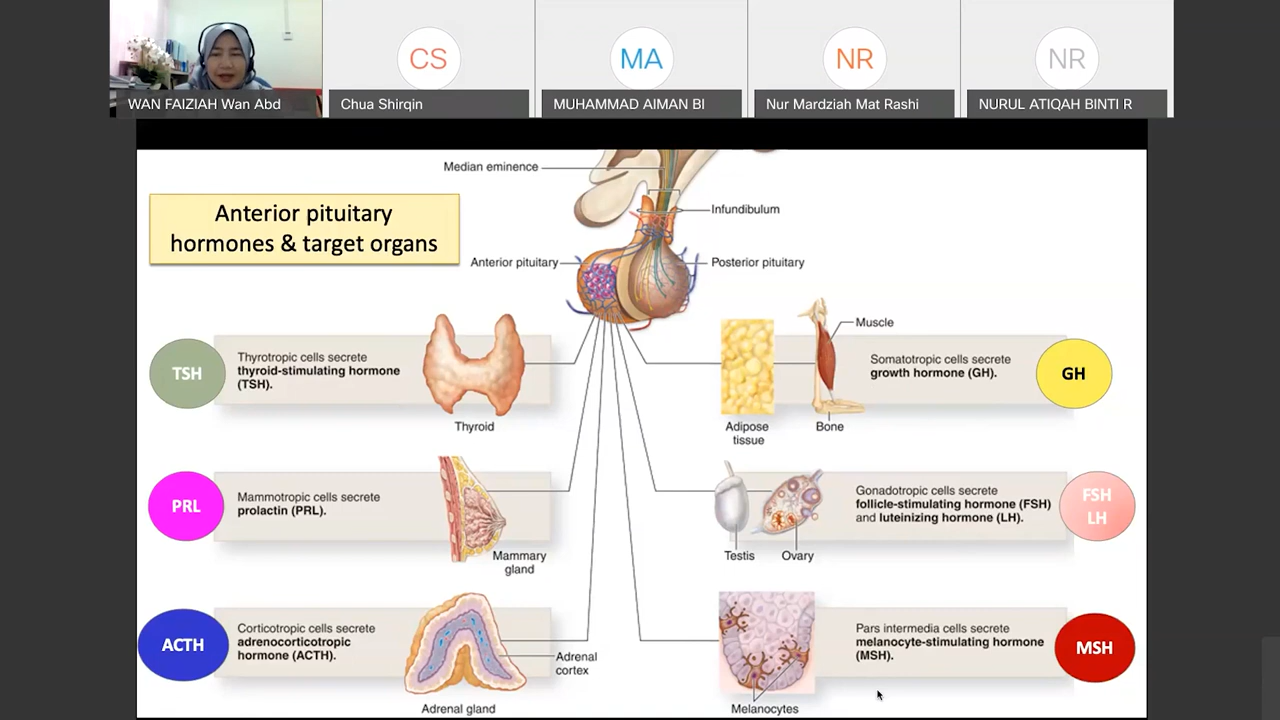 CS
MA
NR
NR
WAN FAIZIAH Wan Abd
Chua Shirqin
MUHAMMAD AIMAN BI
Nur Mardziah Mat Rashi
NURUL ATIQAH BINTI R
Median eminence
Anterior pituitary
hormones & target organs
Infundibulum
Anterior pituitary
Posterior pituitary
TSH
Thyrotropic cells secrete
thyroid-stimulating hormone
(TSH).
Thyroid
Muscle
Somatotropic cells secrete
growth hormone (GH).
GH
Adipose
tissue
Bone
PRL
Mammotropic cells secrete
prolactin (PRL).
Mammary
gland
Gonadotropic cells secrete
follicle-stimulating hormone (FSH)
and luteinizing hormone (LH).
FSH
LH
Testis
Ovary
ACTH
Corticotropic cells secrete
adrenocorticotropic
hormone (ACTH).
Adrenal
cortex
Adrenal gland
Pars intermedia cells secrete
melanocyte-stimulating hormone
(MSH).
MSH
Melanocytes